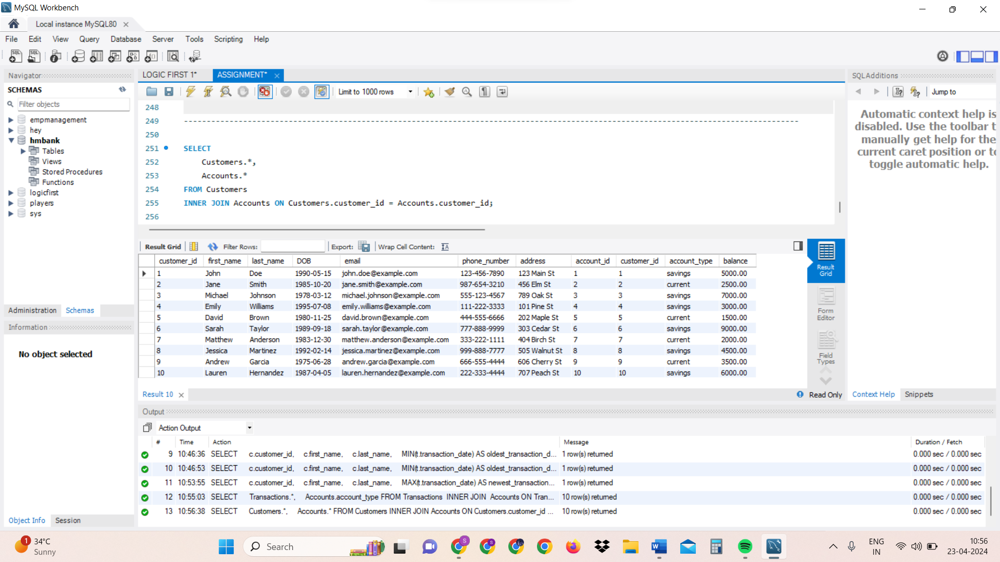 MySQL Workbench
Local instance MySQL80
File Edit View Query Database Server Tools Scripting Help
Navigator
SCHEMAS
Filter objects
empmanagement
hey
hmbank
Tables
Views
Stored Procedures
Functions
logicfirst
players
sys
Administration Schemas
Information
No object selected
Object Info Session
LOGIC FIRST 1* ASSIGNMENT*
Limit to 1000 rows
248
249 ----------------------------------------------------------------------------------------------------------------------------------------
250
251 SELECT
252 Customers.*,
253 Accounts.*
254 FROM Customers
255 INNER JOIN Accounts ON Customers.customer_id = Accounts.customer_id;
256
Result Grid Filter Rows: Export: Wrap Cell Content:
customer_id first_name last_name DOB email phone_number address account_id customer_id account_type balance
1 John Doe 1990-05-15 john.doe@example.com 123-456-7890 123 Main St 1 1 savings 5000.00
2 Jane Smith 1985-10-20 jane.smith@example.com 987-654-3210 456 Elm St 2 2 current 2500.00
3 Michael Johnson 1978-03-12 michael.johnson@example.com 555-123-4567 789 Oak St 3 3 savings 7000.00
4 Emily Williams 1995-07-08 emily.williams@example.com 111-222-3333 101 Pine St 4 4 savings 3000.00
5 David Brown 1980-11-25 david.brown@example.com 444-555-6666 202 Maple St 5 5 current 1500.00
6 Sarah Taylor 1989-09-18 sarah.taylor@example.com 777-888-9999 303 Cedar St 6 6 savings 9000.00
7 Matthew Anderson 1983-12-30 matthew.anderson@example.com 333-222-1111 404 Birch St 7 7 current 2000.00
8 Jessica Martinez 1992-02-14 jessica.martinez@example.com 999-888-7777 505 Walnut St 8 8 savings 4500.00
9 Andrew Garcia 1975-06-28 andrew.garcia@example.com 666-555-4444 606 Cherry St 9 9 current 3500.00
10 Lauren Hernandez 1987-04-05 lauren.hernandez@example.com 222-333-4444 707 Peach St 10 10 savings 6000.00
Result Grid
Form Editor
Field Types
Result 10
Read Only
SQLAdditions
Jump to
Automatic context help is
disabled. Use the toolbar t
manually get help for the
current caret position or to
toggle automatic help.
Context Help Snippets
Output
Action Output
# Time Action Message Duration / Fetch
9 10:46:36 SELECT c.customer_id, c.first_name, c.last_name, MIN(t.transaction_date) AS oldest_transaction_d... 1 row(s) returned 0.000 sec / 0.000 sec
10 10:46:53 SELECT c.customer_id, c.first_name, c.last_name, MIN(t.transaction_date) AS oldest_transaction_d... 1 row(s) returned 0.000 sec / 0.000 sec
11 10:53:55 SELECT c.customer_id, c.first_name, c.last_name, MAX(t.transaction_date) AS newest_transaction... 1 row(s) returned 0.000 sec / 0.000 sec
12 10:55:03 SELECT Transactions.*, Accounts.account_type FROM Transactions INNER JOIN Accounts ON Tran... 10 row(s) returned 0.000 sec / 0.000 sec
13 10:56:38 SELECT Customers.*, Accounts.* FROM Customers INNER JOIN Accounts ON Customers.customer_id ... 10 row(s) returned 0.000 sec / 0.000 sec
1
34°C
Sunny
Search
ENG
IN
10:56
23-04-2024